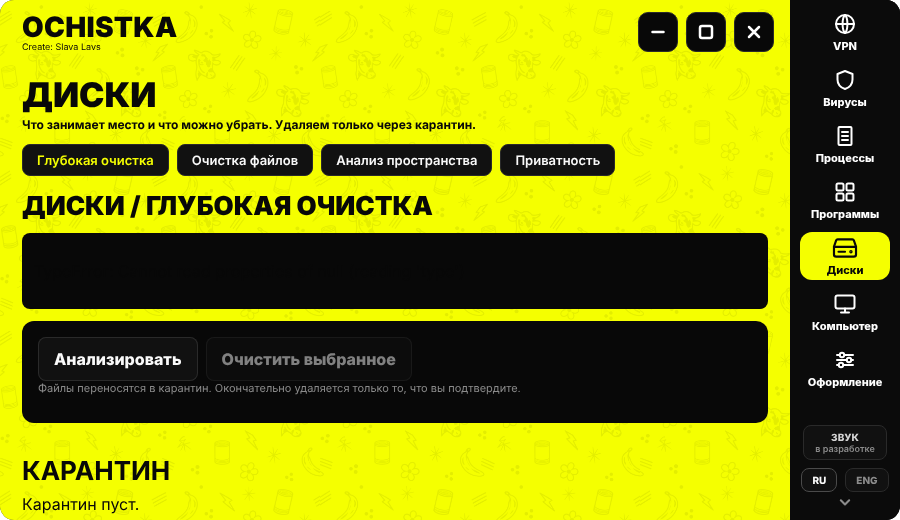 OCHISTKA
Create: Slava Lavs
ДИСКИ
Что занимает место и что можно убрать. Удаляем только через карантин.
Глубокая очистка
Очистка файлов
Анализ пространства
Приватность
ДИСКИ / ГЛУБОКАЯ ОЧИСТКА
Анализировать
Очистить выбранное
Файлы переносятся в карантин. Окончательно удаляется только то, что вы подтвердите.
КАРАНТИН
Карантин пуст.
VPN
Вирусы
Процессы
Программы
Диски
Компьютер
Оформление
ЗВУК
в разработке
RU
ENG